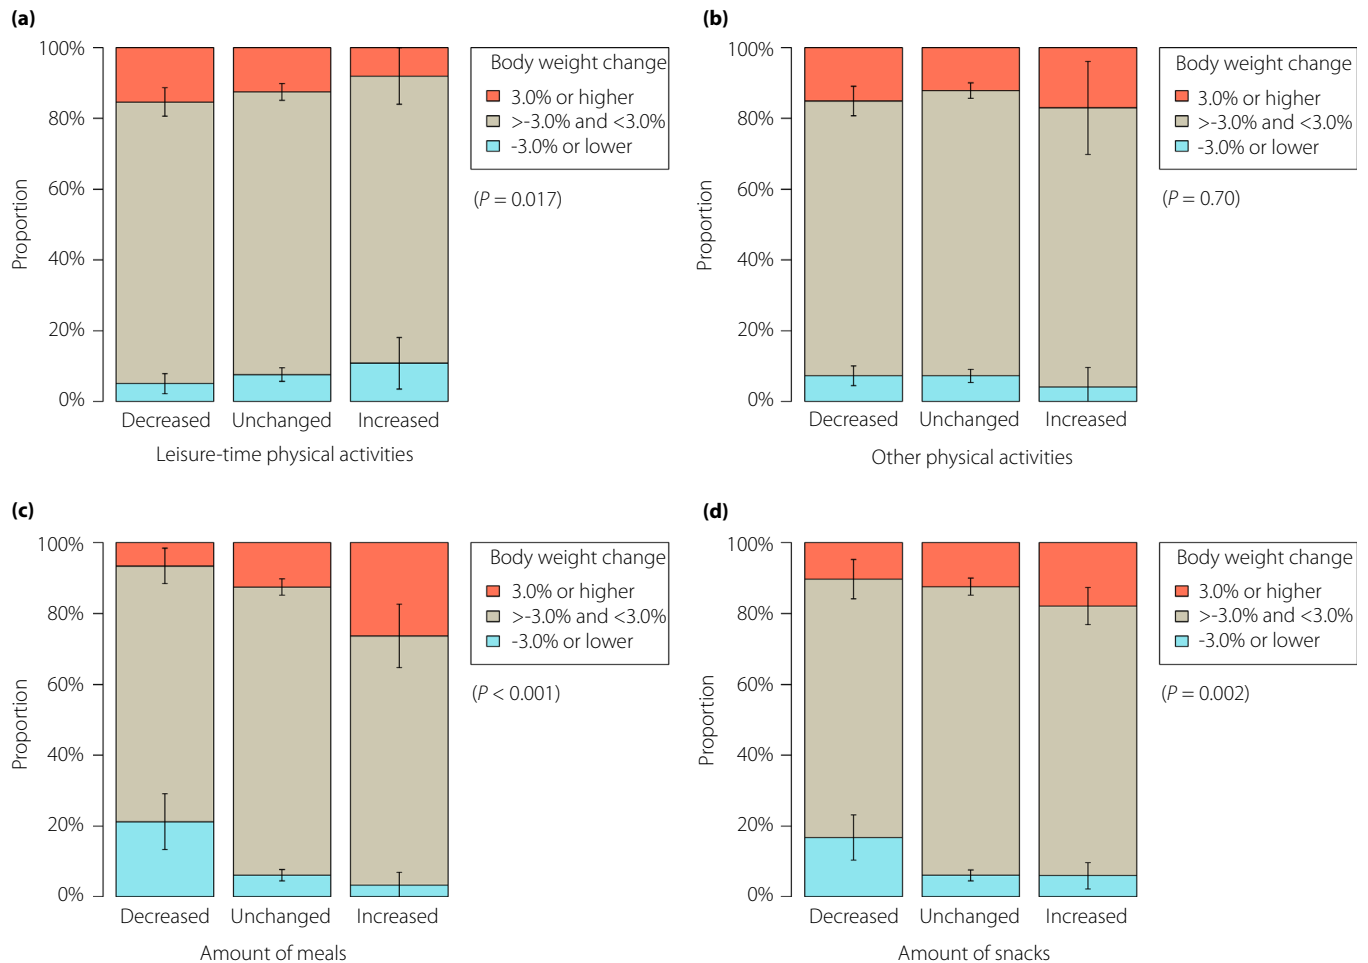 (a)
100%
80%
60%
40%
20%
0%
Proportion
Decreased Unchanged Increased
Leisure-time physical activities
Body weight change
3.0% or higher
>-3.0% and <3.0%
-3.0% or lower
(P = 0.017)
(b)
100%
80%
60%
40%
20%
0%
Proportion
Decreased Unchanged Increased
Other physical activities
Body weight change
3.0% or higher
>-3.0% and <3.0%
-3.0% or lower
(P = 0.70)
(c)
100%
80%
60%
40%
20%
0%
Proportion
Decreased Unchanged Increased
Amount of meals
Body weight change
3.0% or higher
>-3.0% and <3.0%
-3.0% or lower
(P < 0.001)
(d)
100%
80%
60%
40%
20%
0%
Proportion
Decreased Unchanged Increased
Amount of snacks
Body weight change
3.0% or higher
>-3.0% and <3.0%
-3.0% or lower
(P = 0.002)